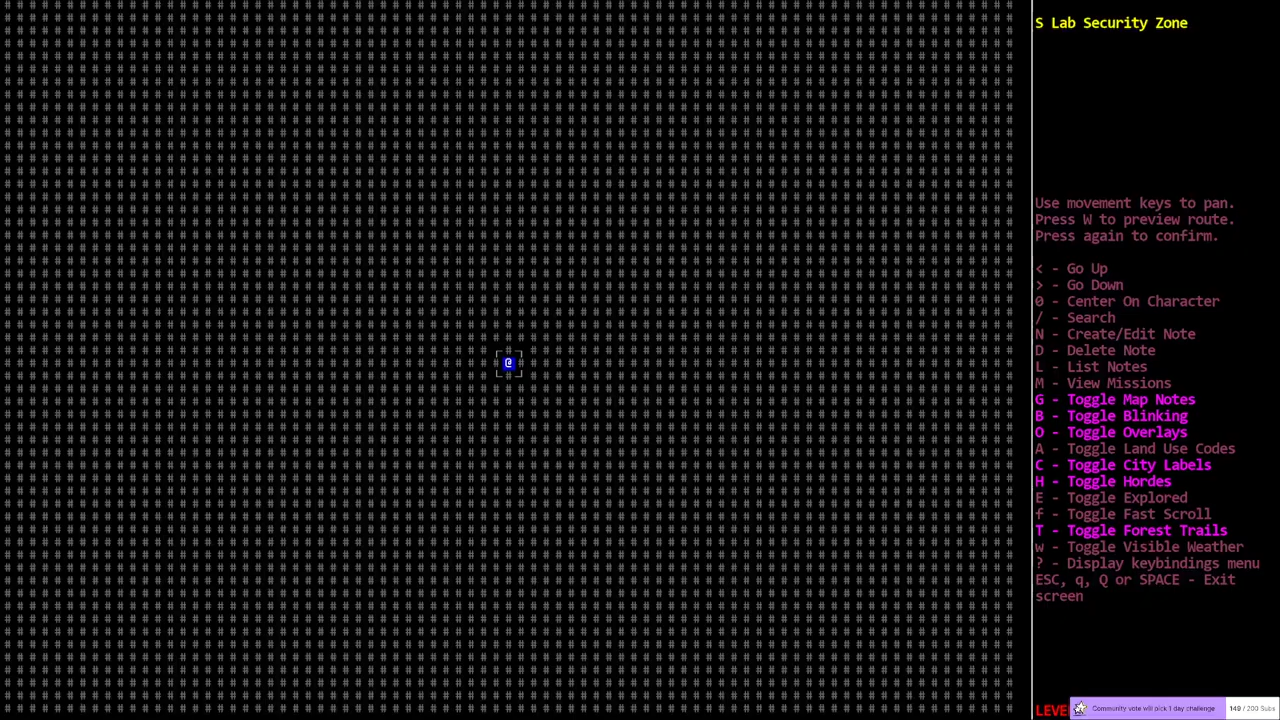 S Lab Security Zone
Use movement keys to pan.
Press W to preview route.
Press again to confirm.
< - Go Up
> - Go Down
0 - Center On Character
/ - Search
N - Create/Edit Note
D - Delete Note
L - List Notes
M - View Missions
G - Toggle Map Notes
B - Toggle Blinking
O - Toggle Overlays
A - Toggle Land Use Codes
C - Toggle City Labels
H - Toggle Hordes
E - Toggle Explored
f - Toggle Fast Scroll
T - Toggle Forest Trails
w - Toggle Visible Weather
? - Display keybindings menu
ESC, q, Q or SPACE - Exit
screen
@
Community vote will pick 1 day challenge 149 / 200 Subs